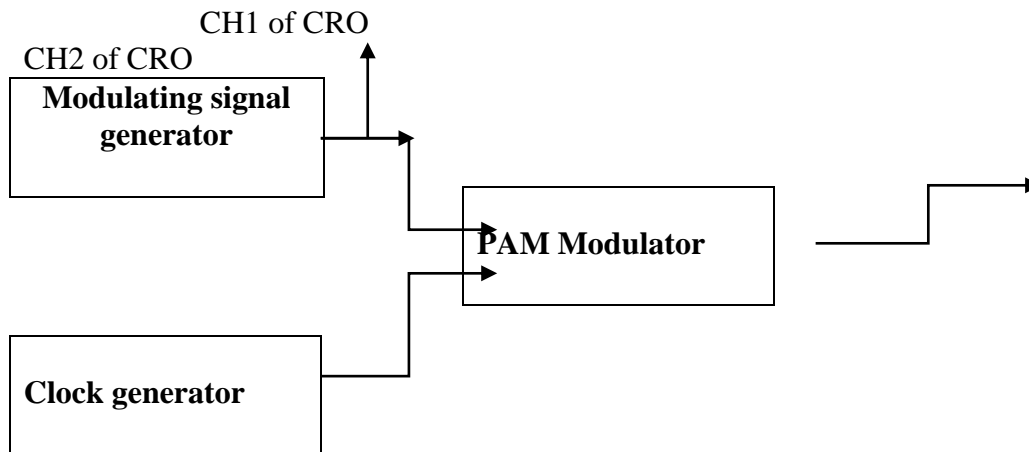 CH1 of CRO
CH2 of CRO
Modulating signal
generator
PAM Modulator
Clock generator